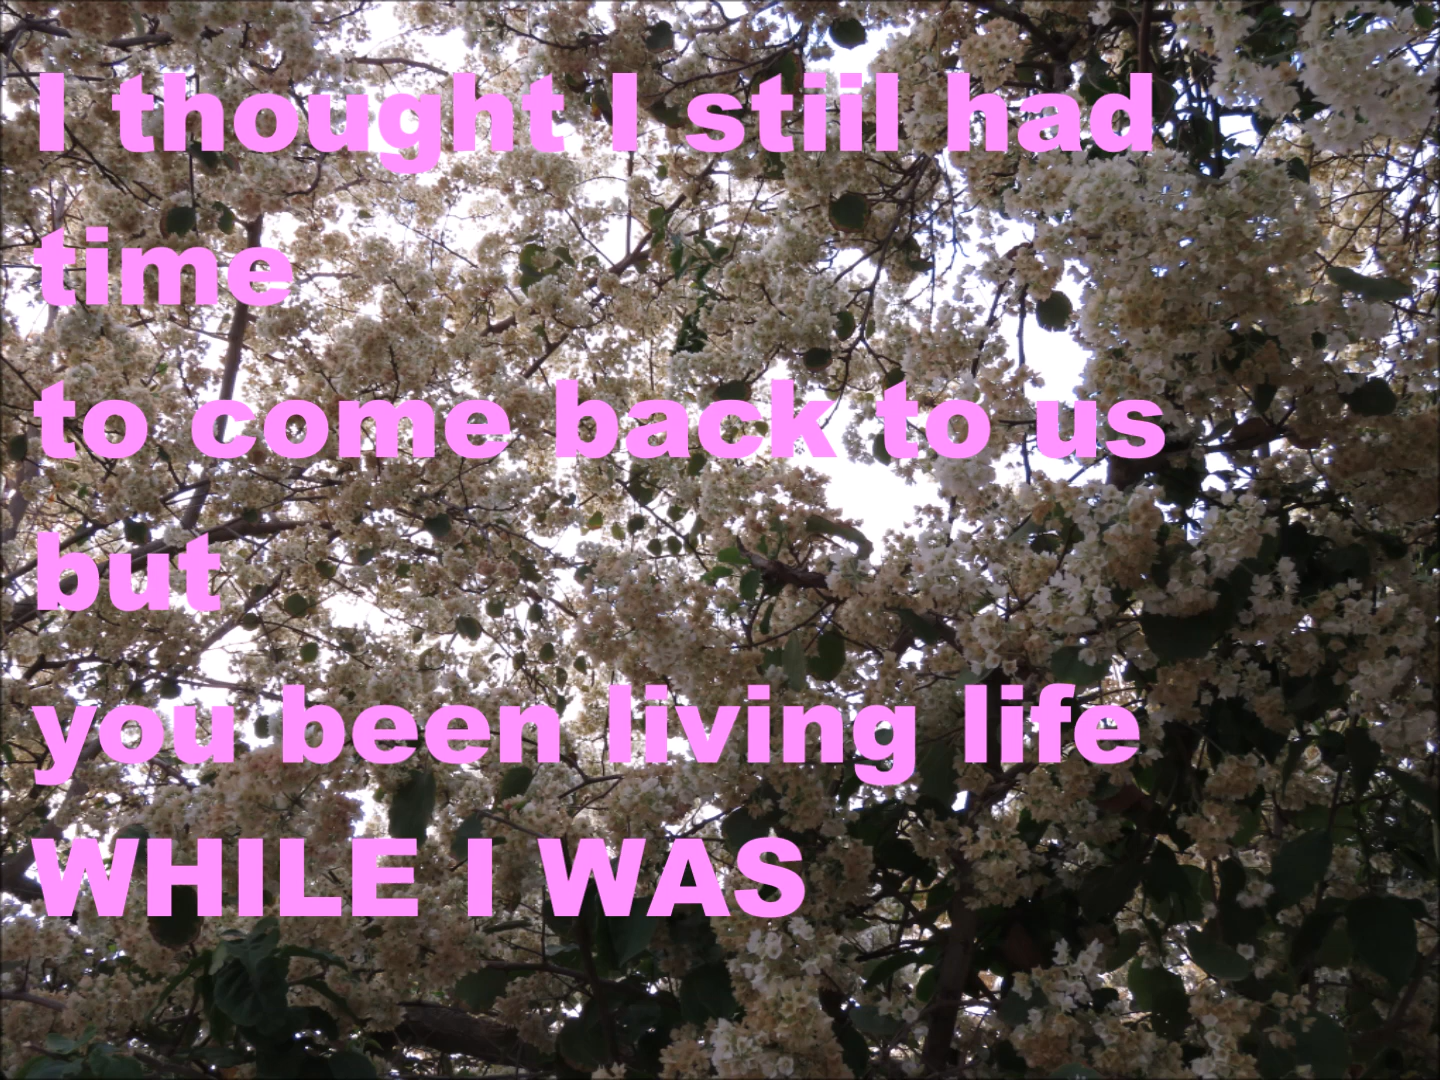 I thought I stiil had
time
to come back to us
but
you been living life
WHILE I WAS